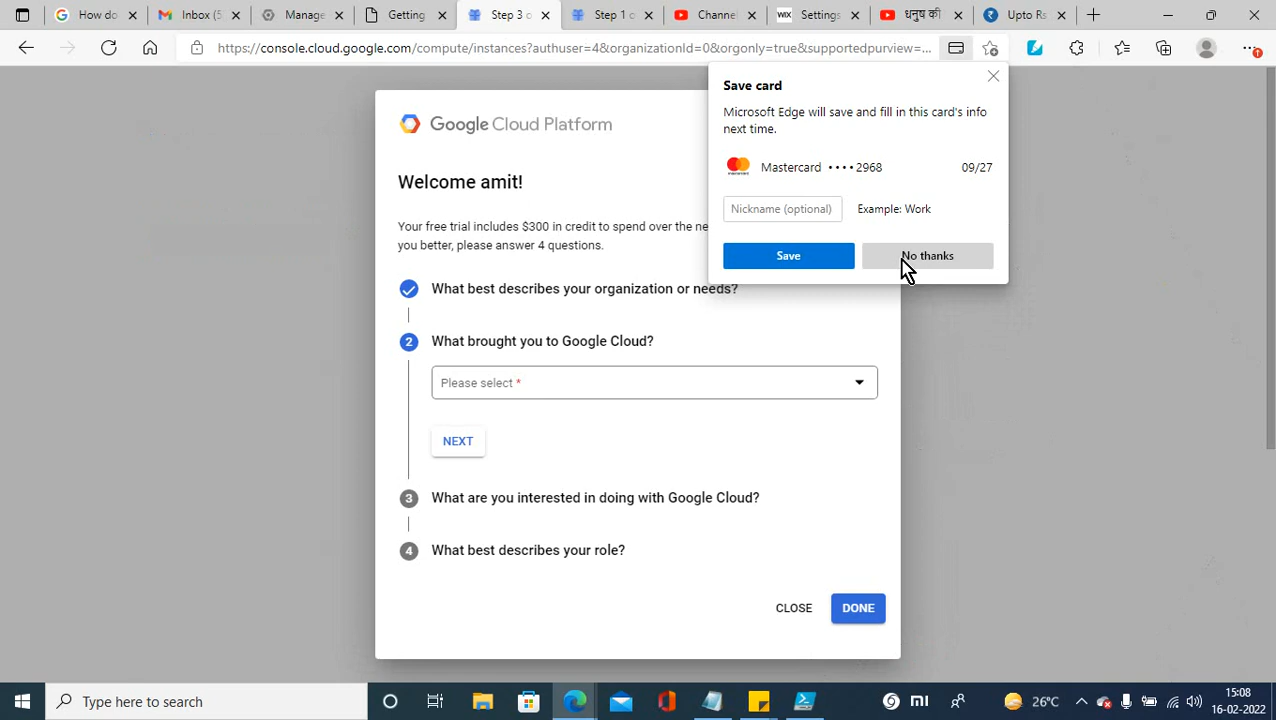 How do
Inbox (5
Manage
Getting
Step 3 c
Step 1 c
Channel
WIX
Settings
धनुष की
Upto Rs
https://console.cloud.google.com/compute/instances?authuser=4&organizationId=0&orgonly=true&supportedpurview=...
Save card
Microsoft Edge will save and fill in this card's info
next time.
Mastercard •••• 2968 09/27
Nickname (optional) Example: Work
Save No thanks
Google Cloud Platform
Welcome amit!
Your free trial includes $300 in credit to spend over the ne
you better, please answer 4 questions.
What best describes your organization or needs?
2 What brought you to Google Cloud?
Please select *
NEXT
3 What are you interested in doing with Google Cloud?
4 What best describes your role?
CLOSE DONE
Type here to search
mi
26°C
15:08
16-02-2022